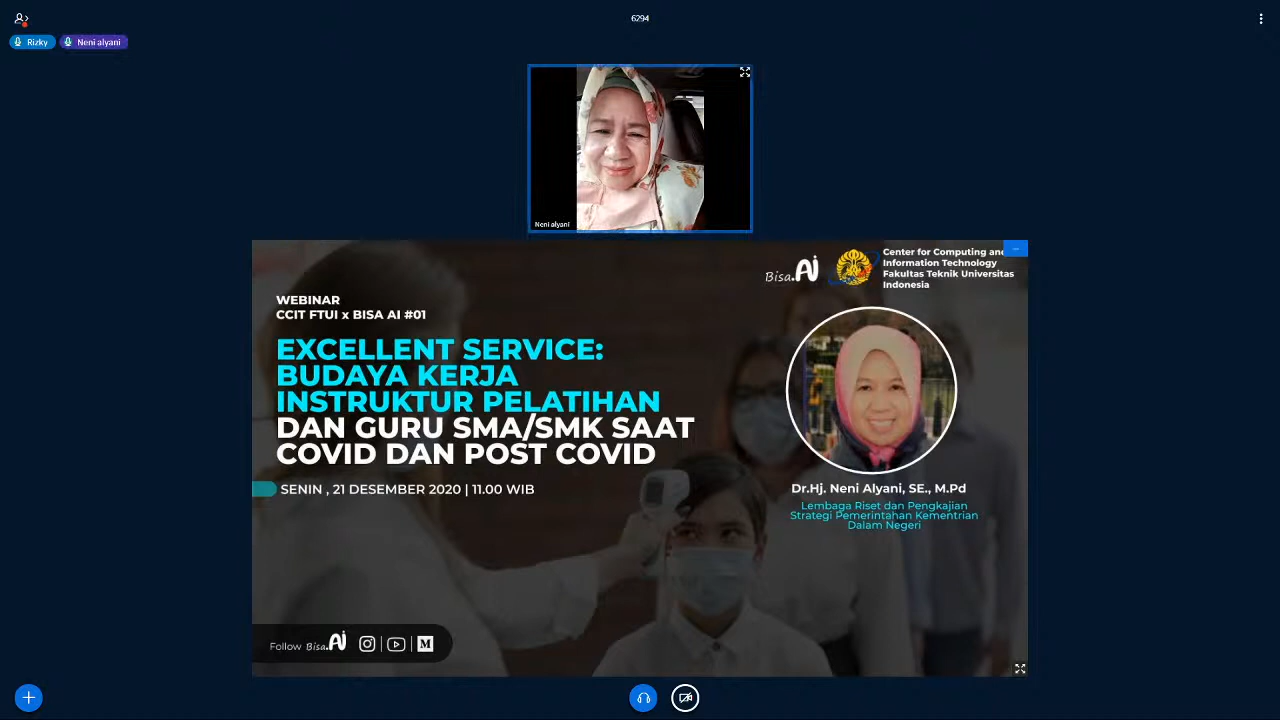 6294
Rizky
Neni alyani
Neni alyani
Bisa.AI
Center for Computing and
Information Technology
Fakultas Teknik Universitas
Indonesia
WEBINAR
CCIT FTUI x BISA AI #01
EXCELLENT SERVICE:
BUDAYA KERJA
INSTRUKTUR PELATIHAN
DAN GURU SMA/SMK SAAT
COVID DAN POST COVID
SENIN , 21 DESEMBER 2020 | 11.00 WIB
Dr.Hj. Neni Alyani, SE., M.Pd
Lembaga Riset dan Pengkajian
Strategi Pemerintahan Kementrian
Dalam Negeri
Follow Bisa.AI
M